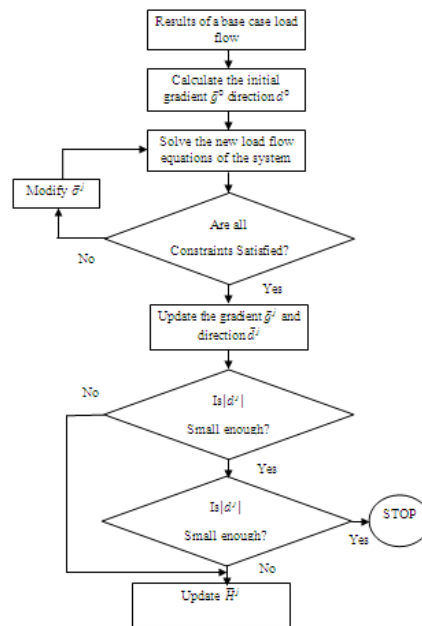 Results of a base case load
flow
Calculate the initial
gradient ḡ⁰ direction d⁰
Solve the new load flow
equations of the system
Modify σ̄ʲ
Are all
Constraints Satisfied?
No
Yes
Update the gradient ḡʲ and
direction d̄ʲ
No
Is|dʲ|
Small enough?
Yes
Is|dʲ|
Small enough?
STOP
Yes
No
Update H̄ʲ